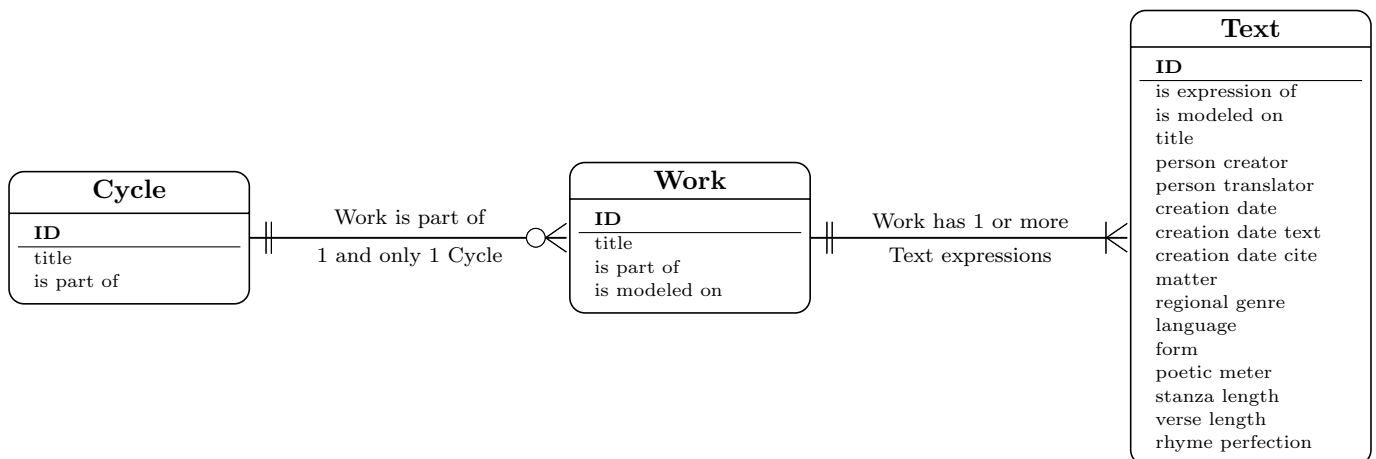 Cycle
ID
title
is part of
Work is part of
1 and only 1 Cycle
Work
ID
title
is part of
is modeled on
Work has 1 or more
Text expressions
Text
ID
is expression of
is modeled on
title
person creator
person translator
creation date
creation date text
creation date cite
matter
regional genre
language
form
poetic meter
stanza length
verse length
rhyme perfection